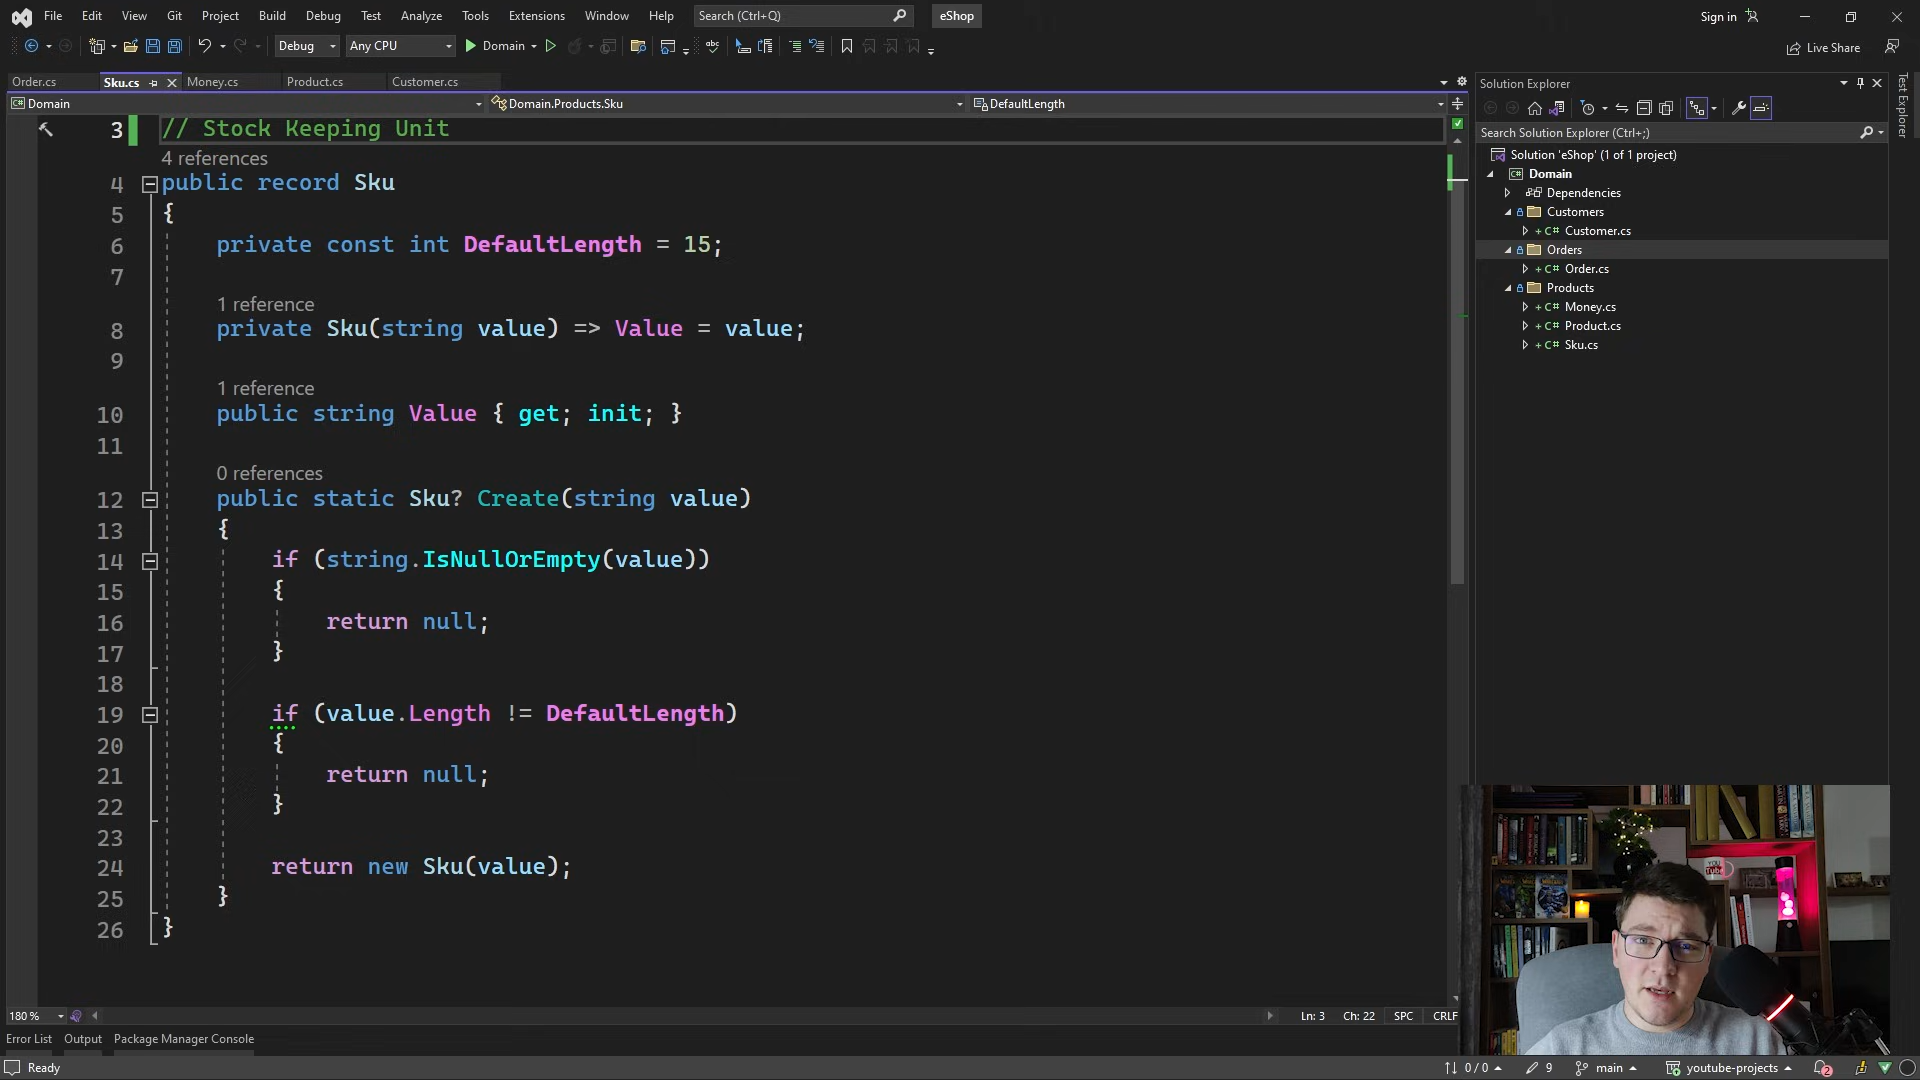 File Edit View Git Project Build Debug Test Analyze Tools Extensions Window Help Search (Ctrl+Q) eShop Sign in
Debug Any CPU Domain Live Share
Order.cs Sku.cs Money.cs Product.cs Customer.cs
Domain Domain.Products.Sku DefaultLength
3 // Stock Keeping Unit
4 references
4 public record Sku
5 {
6 private const int DefaultLength = 15;
7
1 reference
8 private Sku(string value) => Value = value;
9
1 reference
10 public string Value { get; init; }
11
0 references
12 public static Sku? Create(string value)
13 {
14 if (string.IsNullOrEmpty(value))
15 {
16 return null;
17 }
18
19 if (value.Length != DefaultLength)
20 {
21 return null;
22 }
23
24 return new Sku(value);
25 }
26 }
180 % Ln: 3 Ch: 22 SPC CRLF
Error List Output Package Manager Console
Ready 0 / 0 9 main youtube-projects 2
Solution Explorer
Search Solution Explorer (Ctrl+;)
Solution 'eShop' (1 of 1 project)
Domain
Dependencies
Customers
C# Customer.cs
Orders
C# Order.cs
Products
C# Money.cs
C# Product.cs
C# Sku.cs
Test Explorer
YOU
Tube